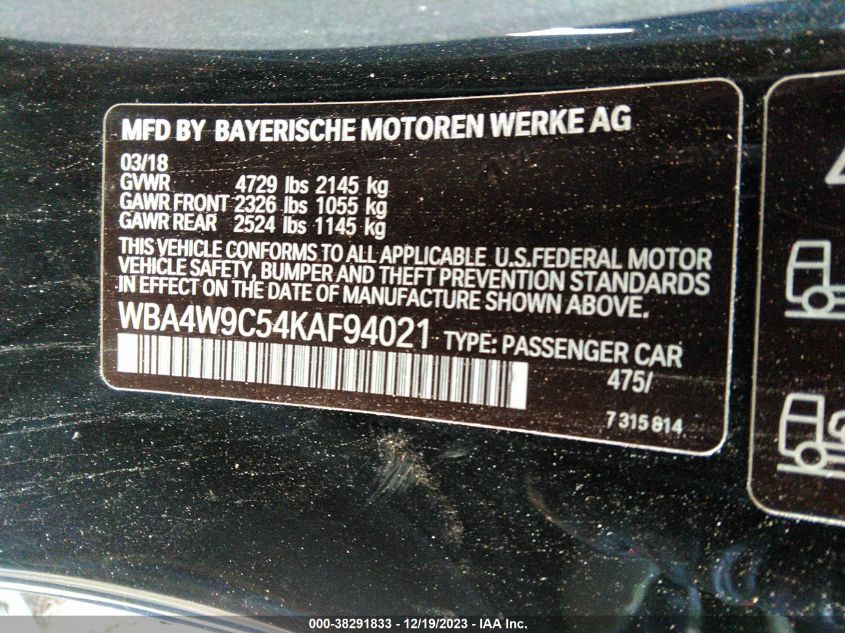 MFD BY BAYERISCHE MOTOREN WERKE AG
03/18
GVWR 4729 lbs 2145 kg
GAWR FRONT 2326 lbs 1055 kg
GAWR REAR 2524 lbs 1145 kg
THIS VEHICLE CONFORMS TO ALL APPLICABLE U.S.FEDERAL MOTOR
VEHICLE SAFETY, BUMPER AND THEFT PREVENTION STANDARDS
IN EFFECT ON THE DATE OF MANUFACTURE SHOWN ABOVE.
WBA4W9C54KAF94021 TYPE: PASSENGER CAR
475/
7 315 814
000-38291833 - 12/19/2023 - IAA Inc.